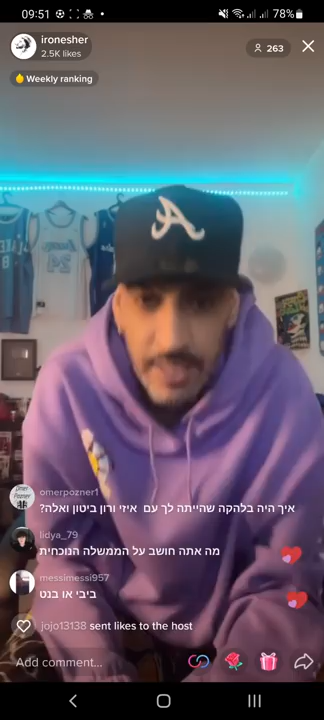 09:51
78%
ironesher
2.5K likes
263
Weekly ranking
A
24
omerpozner1
איך היה בלהקה שהייתה לך עם איזי ורון ביטון ואלה?
lidya_79
מה אתה חושב על הממשלה הנוכחית
messimessi957
ביבי או בנט
jojo13138 sent likes to the host
Add comment...